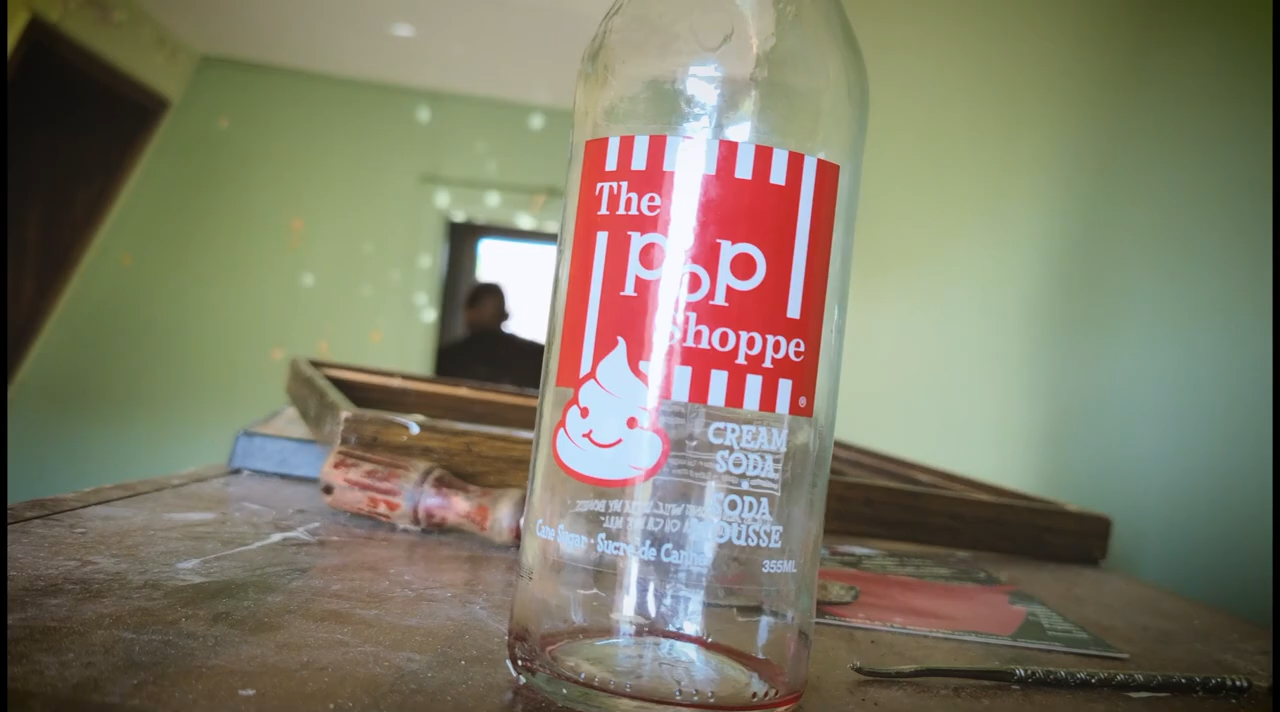 The
pop
Shoppe
®
CREAM
SODA
SODA
MOUSSE
Cane Sugar · Sucre de Canne
355ML